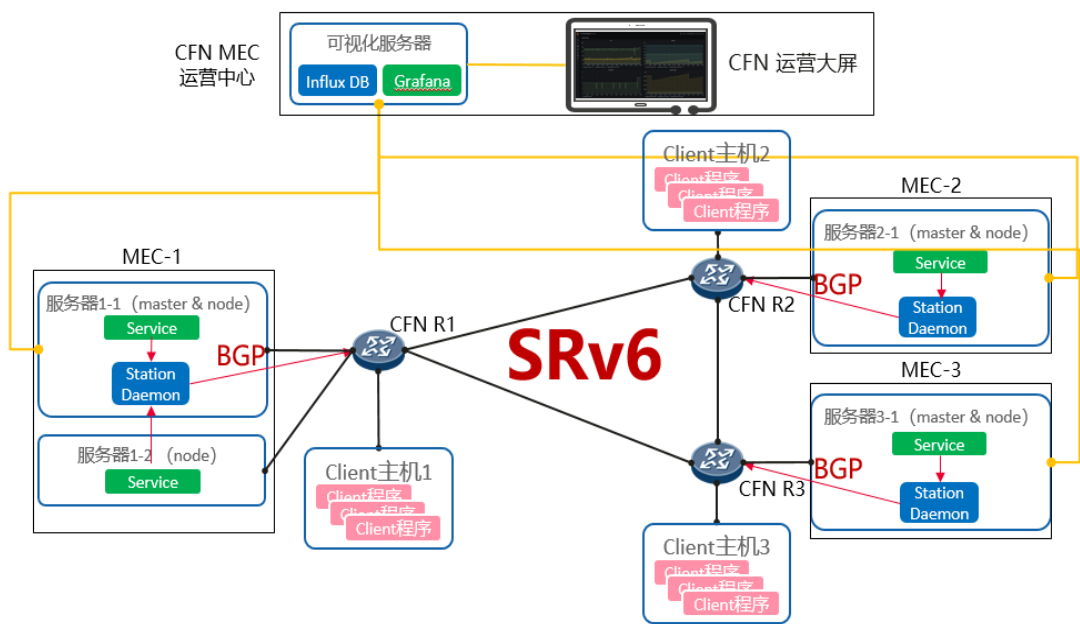 CFN MEC
运营中心
可视化服务器
Influx DB
Grafana
CFN 运营大屏
Client主机2
Client程序
Client程序
Client程序
MEC-2
服务器2-1（master & node）
Service
Station
Daemon
BGP
CFN R2
MEC-1
服务器1-1（master & node）
Service
Station
Daemon
BGP
CFN R1
SRv6
服务器1-2（node）
Service
Client主机1
Client程序
Client程序
Client程序
MEC-3
服务器3-1（master & node）
Service
Station
Daemon
BGP
CFN R3
Client主机3
Client程序
Client程序
Client程序